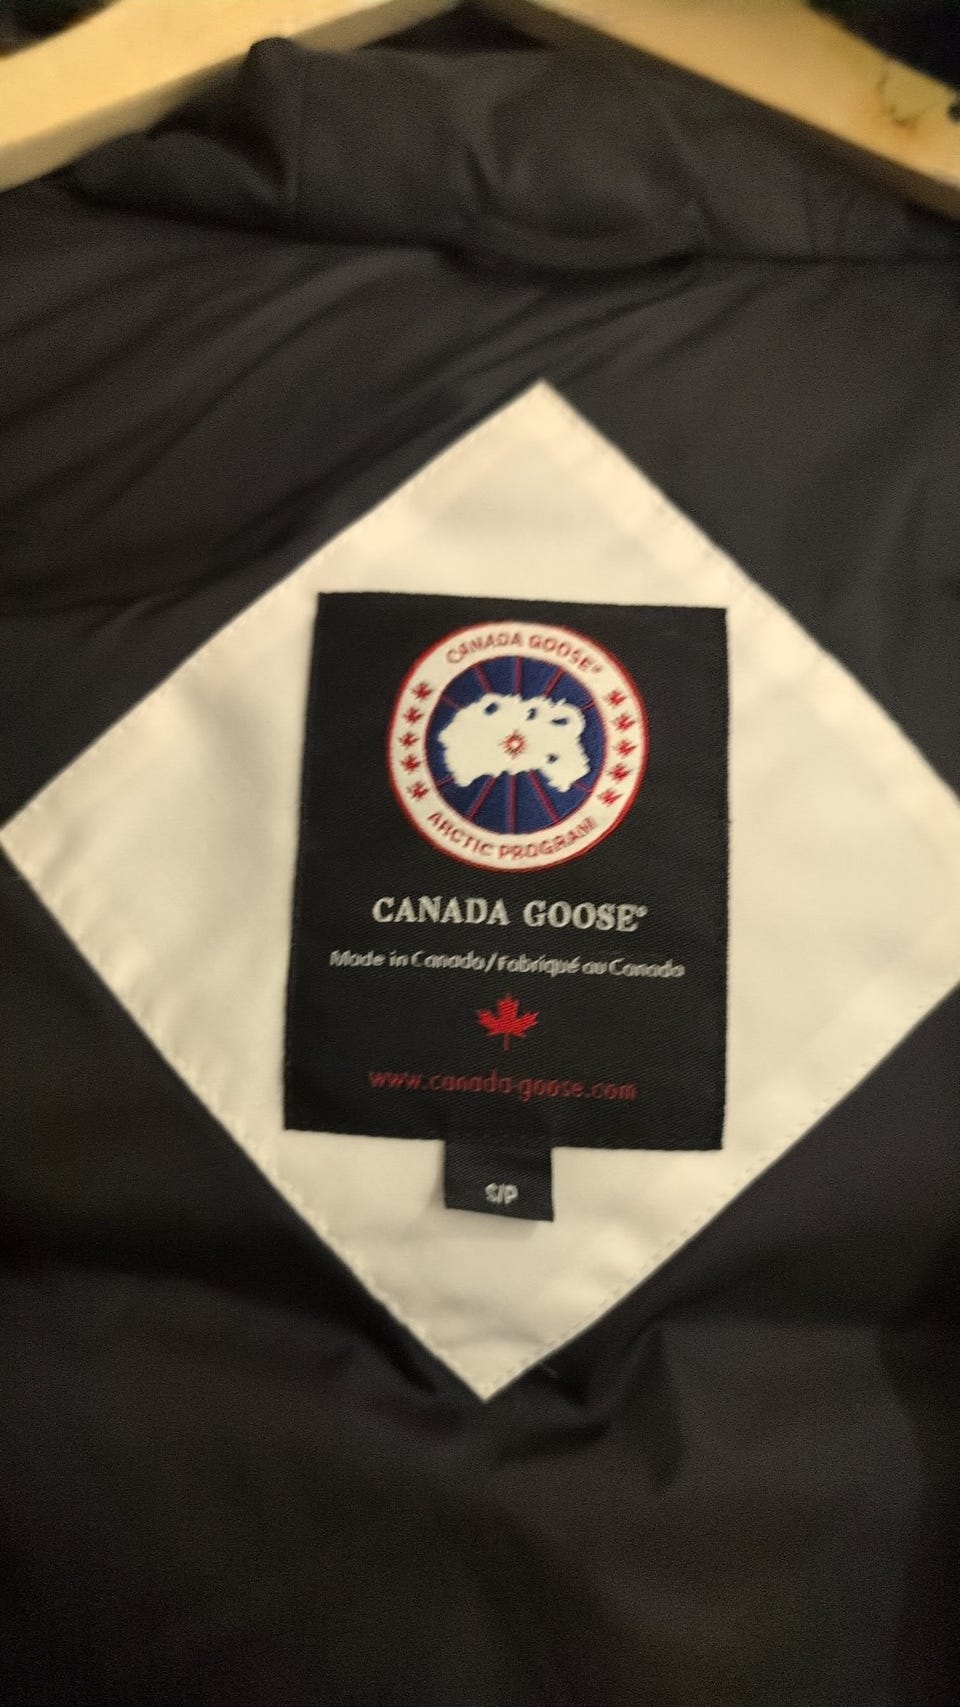 CANADA GOOSE®
ARCTIC PROGRAM
CANADA GOOSE®
Made in Canada/Fabriqué au Canada
www.canada-goose.com
S/P